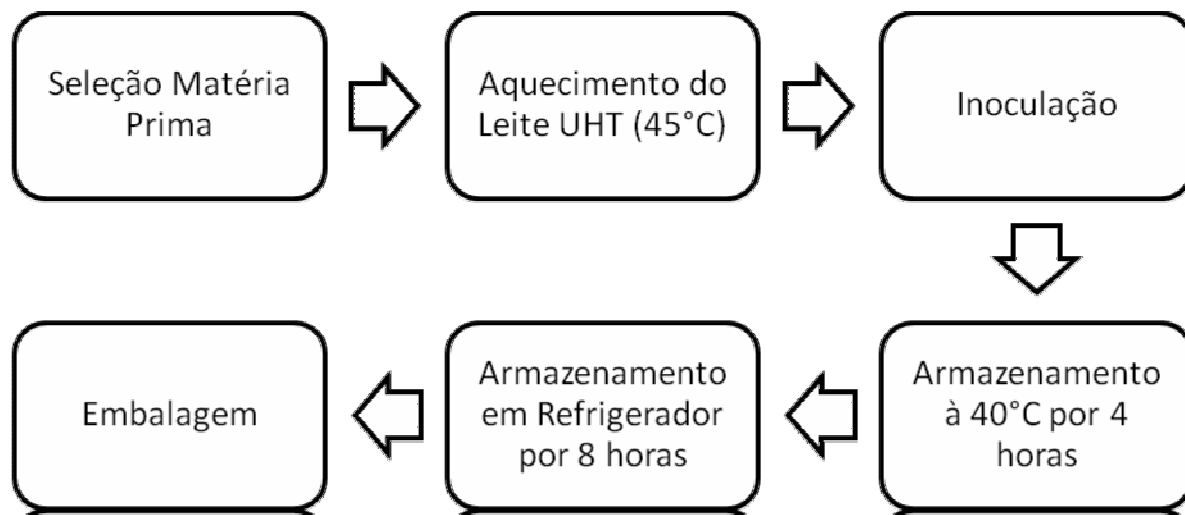 Seleção Matéria
Prima
Aquecimento do
Leite UHT (45°C)
Inoculação
Armazenamento
à 40°C por 4
horas
Armazenamento
em Refrigerador
por 8 horas
Embalagem